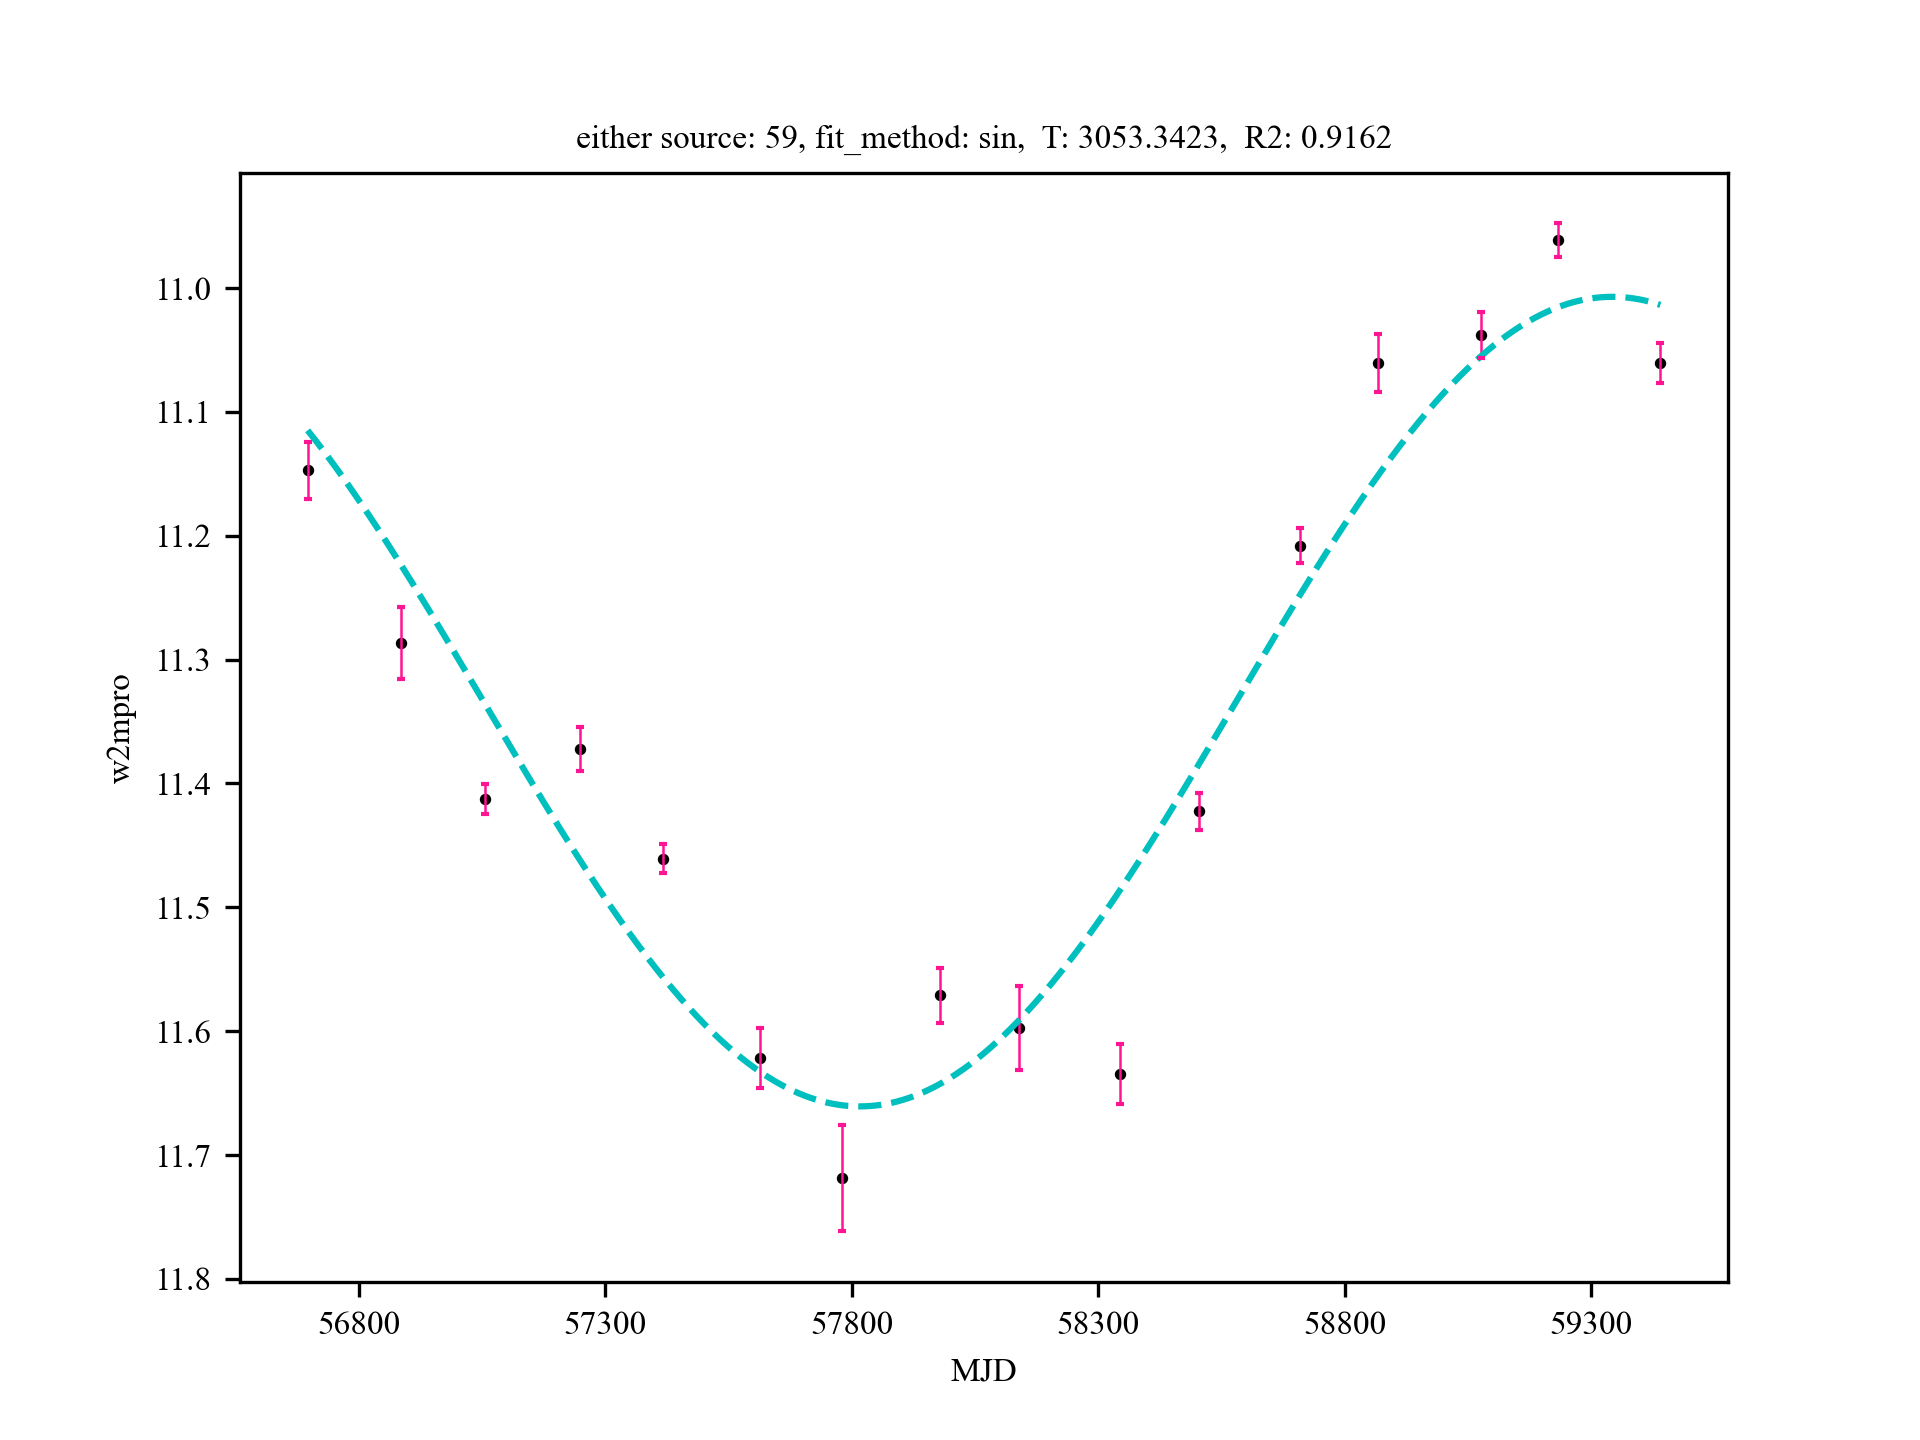 either source: 59, fit_method: sin,  T: 3053.3423,  R2: 0.9162
11.0
11.1
11.2
11.3
11.4
11.5
11.6
11.7
11.8
w2mpro
56800 57300 57800 58300 58800 59300
MJD